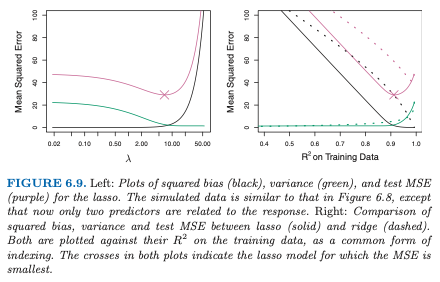 Mean Squared Error
0 20 40 60 80 100
0.02 0.10 0.50 2.00 10.00 50.00
λ
Mean Squared Error
0 20 40 60 80 100
0.4 0.5 0.6 0.7 0.8 0.9 1.0
R² on Training Data
FIGURE 6.9. Left: Plots of squared bias (black), variance (green), and test MSE
(purple) for the lasso. The simulated data is similar to that in Figure 6.8, except
that now only two predictors are related to the response. Right: Comparison of
squared bias, variance and test MSE between lasso (solid) and ridge (dashed).
Both are plotted against their R² on the training data, as a common form of
indexing. The crosses in both plots indicate the lasso model for which the MSE is
smallest.